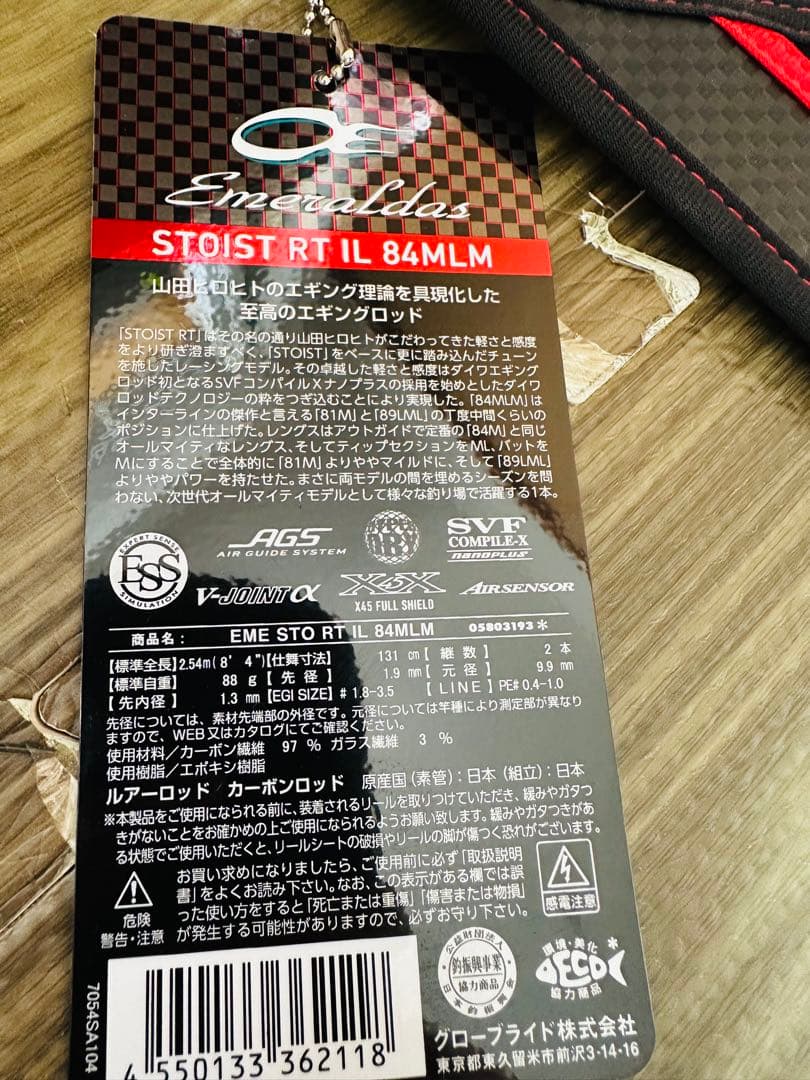 Emeraldas
STOIST RT IL 84MLM
山田ヒロヒトのエギング理論を具現化した
至高のエギングロッド
「STOIST RT」はその名の通り山田ヒロヒトがこだわってきた軽さと感度
をより研ぎ澄ますべく、「STOIST」をベースに更に踏み込んだチューン
を施したレーシングモデル。その卓越した軽さと感度はダイワエギング
ロッド初となるSVFコンパイルXナノプラスの採用を始めとしたダイワ
ロッドテクノロジーの粋をつぎ込むことにより実現した。「84MLM」は
インターラインの傑作と言える「81M」と「89LML」の丁度中間くらいの
ポジションに仕上げた。レングスはアウトガイドで定番の「84M」と同じ
オールマイティなレングス、そしてティップセクションをML、バットを
Mにすることで全体的に「81M」よりややマイルドに、そして「89LML」
よりややパワーを持たせた。まさに両モデルの間を埋めるシーズンを問
わない、次世代オールマイティモデルとして様々な釣り場で活躍する1本。
EXPERT SENSE
ESS
SIMULATION
AGS
AIR GUIDE SYSTEM
DRY
SVF
COMPILE-X
nanoplus
V-JOINT α
X45X
X45 FULL SHIELD
AIRSENSOR
商品名: EME STO RT IL 84MLM 05803193*
【標準全長】2.54m(8'4")【仕舞寸法】 131 cm【継数】 2 本
【標準自重】 88 g【先径】 1.9 mm【元径】 9.9 mm
【先内径】 1.3 mm【EGI SIZE】# 1.8-3.5 【LINE】PE# 0.4-1.0
先径については、素材先端部の外径です。元径については竿種により測定部が異なり
ますので、WEB又はカタログにてご確認ください。
使用材料/カーボン繊維 97 % ガラス繊維 3 %
使用樹脂/エポキシ樹脂
ルアーロッド カーボンロッド 原産国(素管):日本(組立):日本
※本製品をご使用になられる前に、装着されるリールを取りつけていただき、緩みやガタつ
きがないことをお確かめの上ご使用になられるようお願い致します。緩みやガタつきがあ
る状態でご使用いただくと、リールシートの破損やリールの脚が傷つく恐れがございます。
お買い求めになりましたら、ご使用前に必ず「取扱説明
書」をよくお読み下さい。なお、この表示がある欄では誤
った使い方をすると「死亡または重傷」「傷害または物損」
が発生する可能性がありますので、必ずお守り下さい。
危険
警告・注意
感電注意
公益財団法人
釣振興事業
協力商品
環境・美化*
DECO
協力商品
グローブライド株式会社
東京都東久留米市前沢3-14-16
7054SA104
4 550133 362118